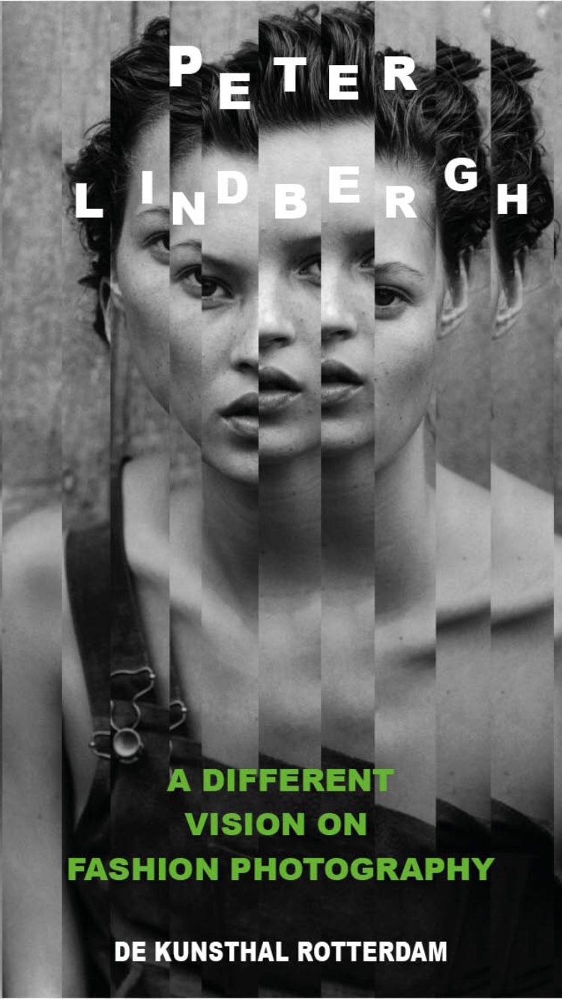 PETER
LINDBERGH
A DIFFERENT
VISION ON
FASHION PHOTOGRAPHY
DE KUNSTHAL ROTTERDAM